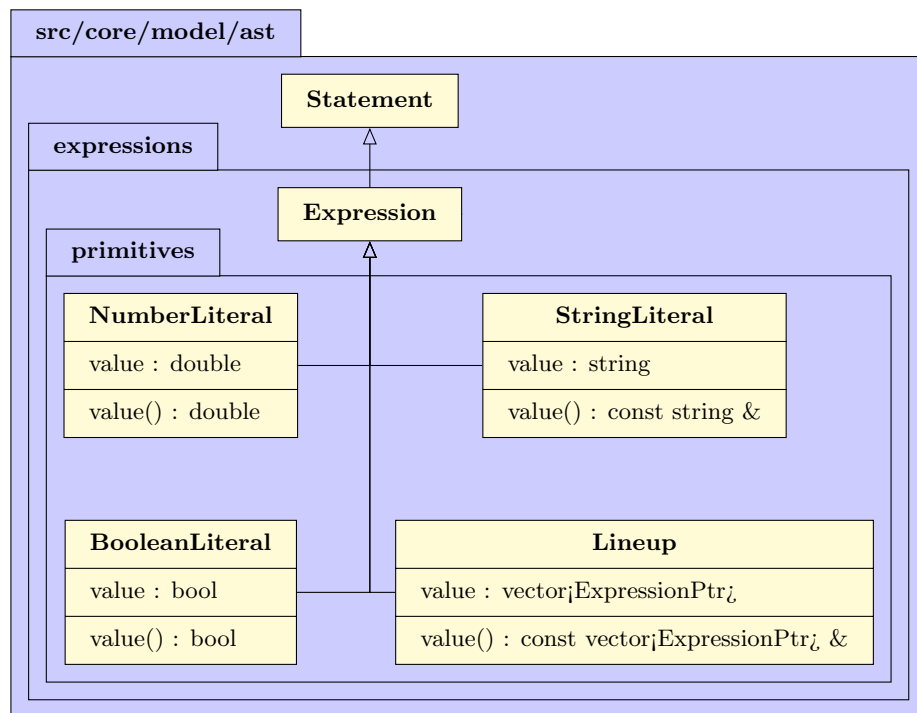 src/core/model/ast
Statement
expressions
Expression
primitives
NumberLiteral
value : double
value() : double
StringLiteral
value : string
value() : const string &
BooleanLiteral
value : bool
value() : bool
Lineup
value : vector¡ExpressionPtr¿
value() : const vector¡ExpressionPtr¿ &